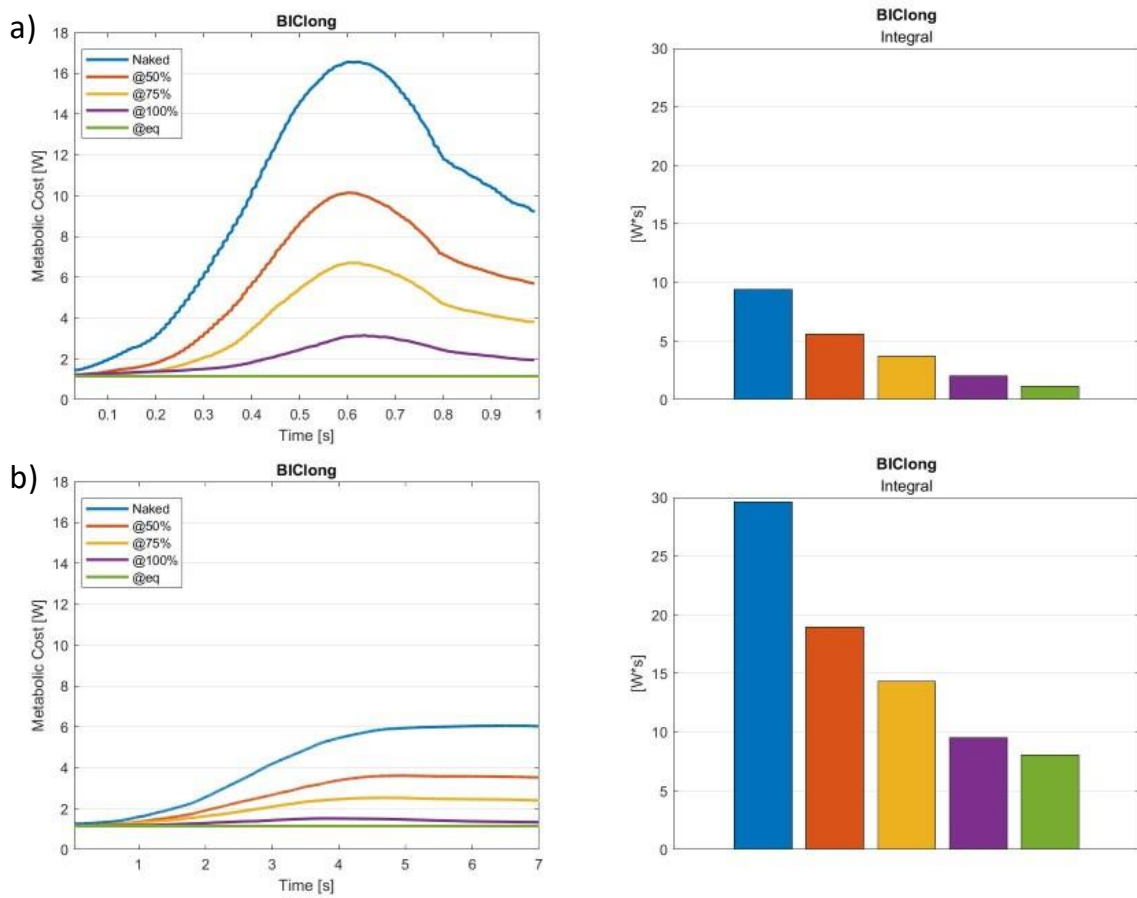 a)
BIClong
18
16
14
12
10
8
6
4
2
0
Metabolic Cost [W]
Naked
@50%
@75%
@100%
@eq
0.1 0.2 0.3 0.4 0.5 0.6 0.7 0.8 0.9 1
Time [s]
BIClong
Integral
30
25
20
15
10
5
0
[W*s]
b)
BIClong
18
16
14
12
10
8
6
4
2
0
Metabolic Cost [W]
Naked
@50%
@75%
@100%
@eq
1 2 3 4 5 6 7
Time [s]
BIClong
Integral
30
25
20
15
10
5
0
[W*s]